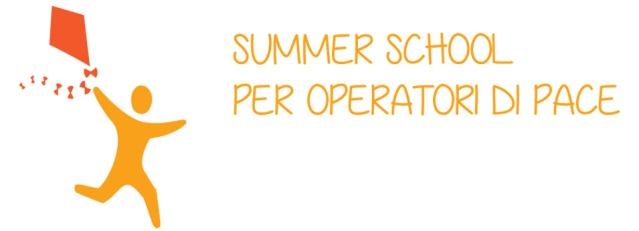 SUMMER SCHOOL
PER OPERATORI DI PACE